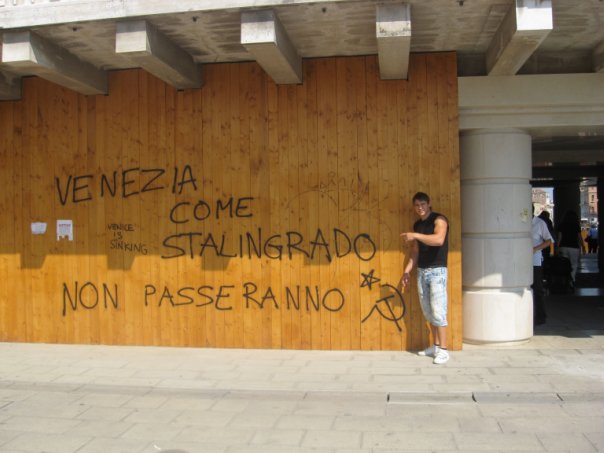 VENEZIA
COME
STALINGRADO
NON PASSERANNO
VENICE
IS
SINKING